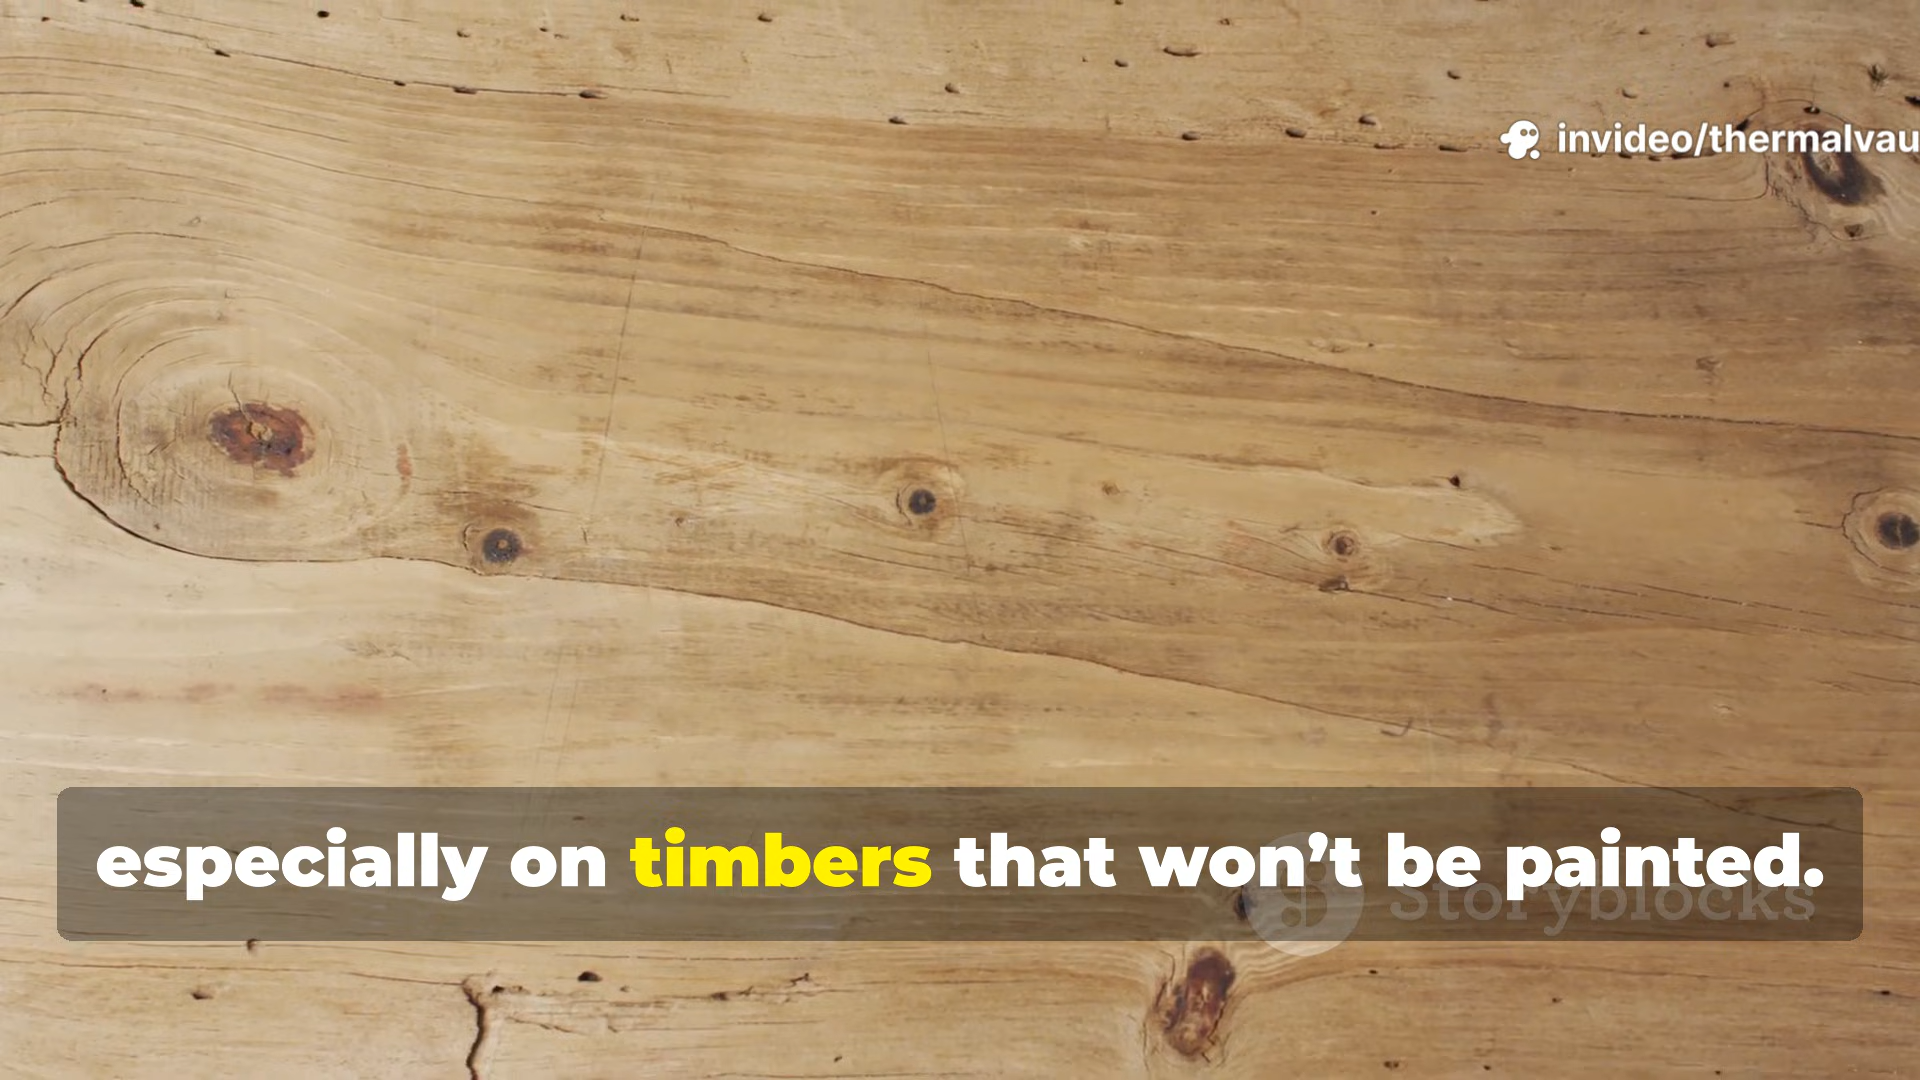 invideo/thermalvau
especially on timbers that won't be painted.
Storyblocks